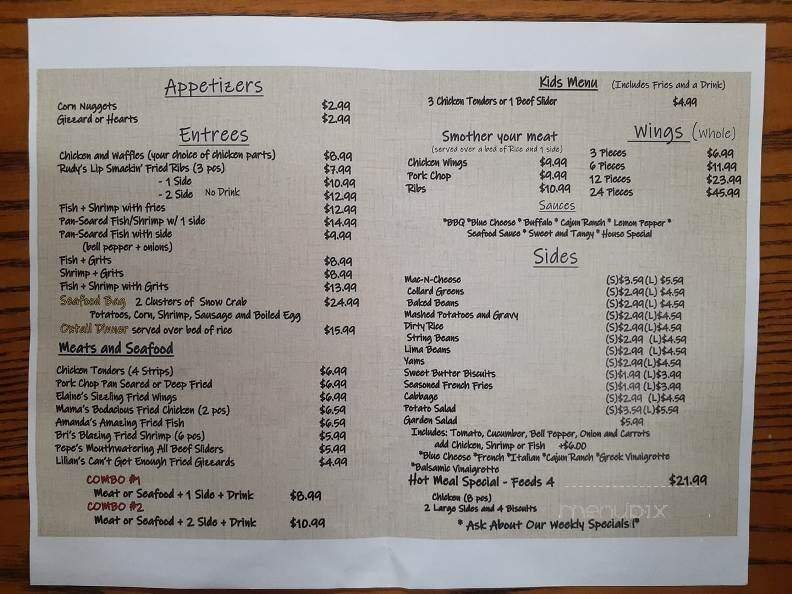 Appetizers
Corn Nuggets $2.99
Gizzard or Hearts $2.99
Entrees
Chicken and Waffles (your choice of chicken parts) $8.99
Rudy's Lip Smackin' Fried Ribs (3 pcs) $7.99
- 1 Side $10.99
- 2 Side No Drink $12.99
Fish + Shrimp with fries $12.99
Pan-Seared Fish/Shrimp w/ 1 side $14.99
Pan-Seared Fish with side $9.99
(bell pepper + onions)
Fish + Grits $8.99
Shrimp + Grits $8.99
Fish + Shrimp with Grits $13.99
Seafood Bag 2 Clusters of Snow Crab $24.99
Potatoes, Corn, Shrimp, Sausage and Boiled Egg
Oxtail Dinner served over bed of rice $15.99
Meats and Seafood
Chicken Tenders (4 Strips) $6.99
Pork Chop Pan Seared or Deep Fried $6.99
Elaine's Sizzling Fried Wings $6.99
Mama's Bodacious Fried Chicken (2 pcs) $6.59
Amanda's Amazing Fried Fish $6.59
Bri's Blazing Fried Shrimp (6 pcs) $5.99
Pepe's Mouthwatering All Beef Sliders $5.99
Lilian's Can't Got Enough Fried Gizzards $4.99
COMBO #1
Meat or Seafood + 1 Side + Drink $8.99
COMBO #2
Meat or Seafood + 2 Side + Drink $10.99
Kids Menu (Includes Fries and a Drink)
3 Chicken Tenders or 1 Beef Slider $4.99
Smother your meat
(served over a bed of Rice and 1 side)
Chicken Wings $9.99
Pork Chop $9.99
Ribs $10.99
Wings (Whole)
3 Pieces $6.99
6 Pieces $11.99
12 Pieces $23.99
24 Pieces $45.99
Sauces
*BBQ *Blue Cheese * Buffalo * Cajun Ranch * Lemon Pepper *
Seafood Sauce * Sweet and Tangy * House Special
Sides
Mac-N-Cheese (S)$3.59(L) $5.59
Collard Greens (S)$2.99(L) $4.59
Baked Beans (S)$2.99(L) $4.59
Mashed Potatoes and Gravy (S)$2.99(L)$4.59
Dirty Rice (S)$2.99(L)$4.59
String Beans (S)$2.99 (L)$4.59
Lima Beans (S)$2.99 (L)$4.59
Yams (S)$2.99(L)$4.59
Sweet Butter Biscuits (S)$1.99 (L)$3.99
Seasoned French Fries (S)$1.99 (L)$3.99
Cabbage (S)$2.99 (L)$4.59
Potato Salad (S)$3.59(L)$5.59
Garden Salad $5.99
Includes: Tomato, Cucumber, Bell Pepper, Onion and Carrots
add Chicken, Shrimp or Fish +$6.00
*Blue Cheese *French *Italian *Cajun Ranch *Greek Vinaigrette
*Balsamic Vinaigrette
Hot Meal Special - Feeds 4 $21.99
Chicken (8 pcs)
2 Large Sides and 4 Biscuits
menupix
* Ask About Our Weekly Specials!*